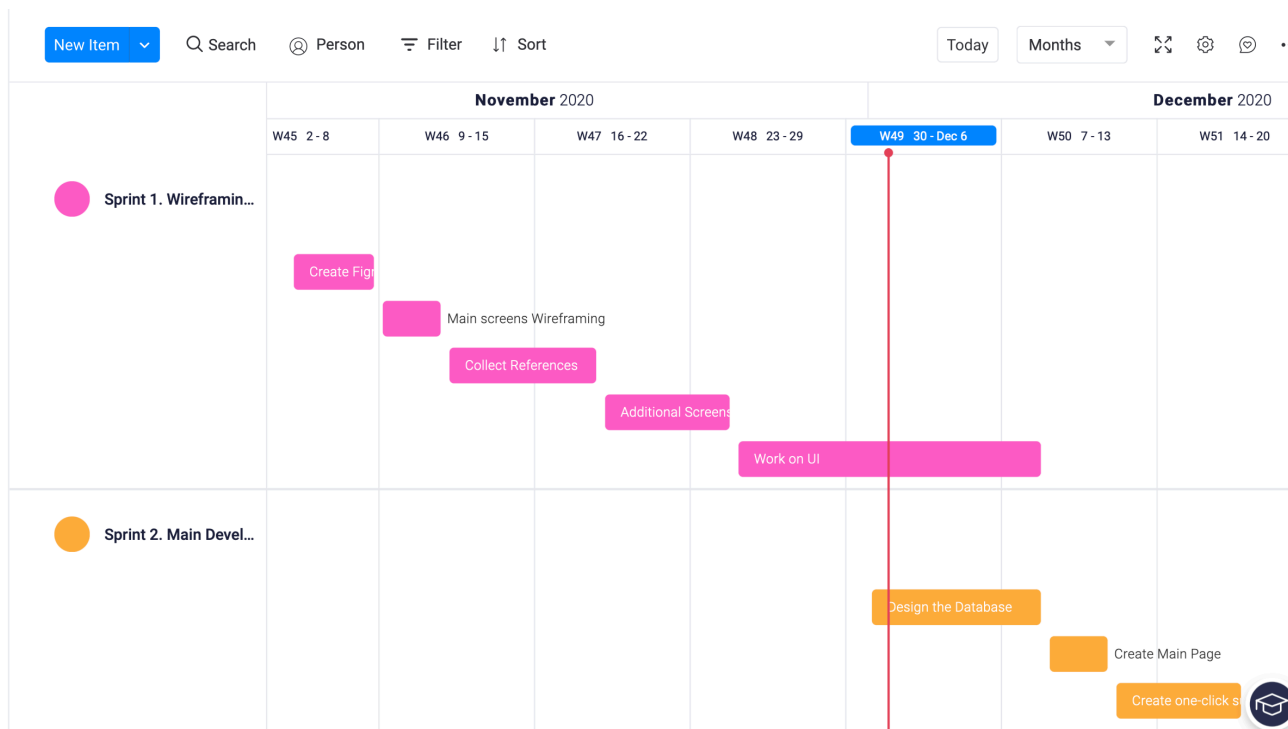 New Item Search Person Filter Sort Today Months
November 2020 December 2020
W45 2 - 8 W46 9 - 15 W47 16 - 22 W48 23 - 29 W49 30 - Dec 6 W50 7 - 13 W51 14 - 20
Sprint 1. Wireframin...
Create Fig
Main screens Wireframing
Collect References
Additional Screens
Work on UI
Sprint 2. Main Devel...
Design the Database
Create Main Page
Create one-click s